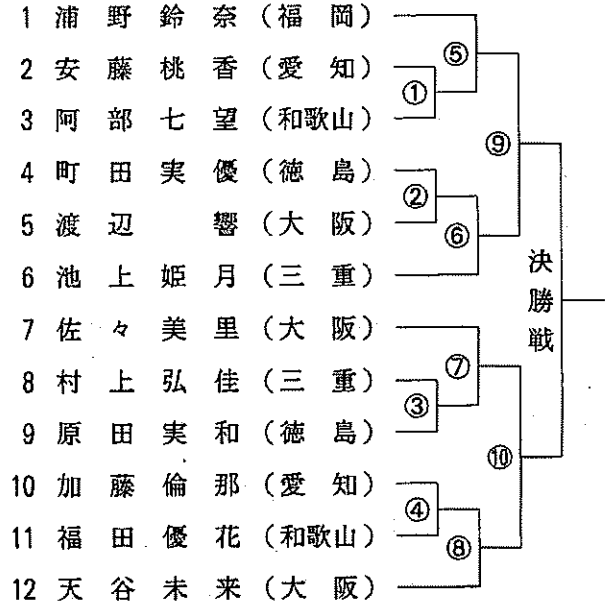 1 浦野鈴奈（福岡）
2 安藤桃香（愛知）
3 阿部七望（和歌山）
4 町田実優（徳島）
5 渡辺 響（大阪）
6 池上姫月（三重）
7 佐々美里（大阪）
8 村上弘佳（三重）
9 原田実和（徳島）
10 加藤倫那（愛知）
11 福田優花（和歌山）
12 天谷未来（大阪）
①
②
③
④
⑤
⑥
⑦
⑧
⑨
⑩
決勝戦